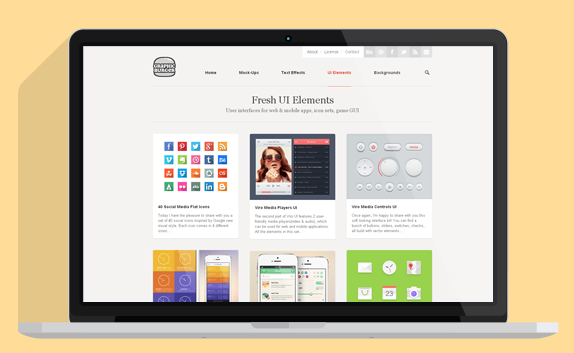 About
License
Contact
GRAPHIC
BURGER
Home
Mock-Ups
Text Effects
UI Elements
Backgrounds
Fresh UI Elements
User interfaces for web & mobile apps, icon sets, game GUI
40 Social Media Flat Icons
Today I have the pleasure to share with you a
set of 40 social icons inspired by Google new
visual style. Each icon comes in 4 different
sizes
Vino Media Players UI
The second part of Vino UI features 2 user
friendly media players(video & audio), which
can be used for web and mobile applications.
All the elements in this set
Vino Media Controls UI
Once again, I'm happy to share with you this
soft looking interface kit! You can find a
bunch of buttons, sliders, switches, checks,
all build with vector elements
23